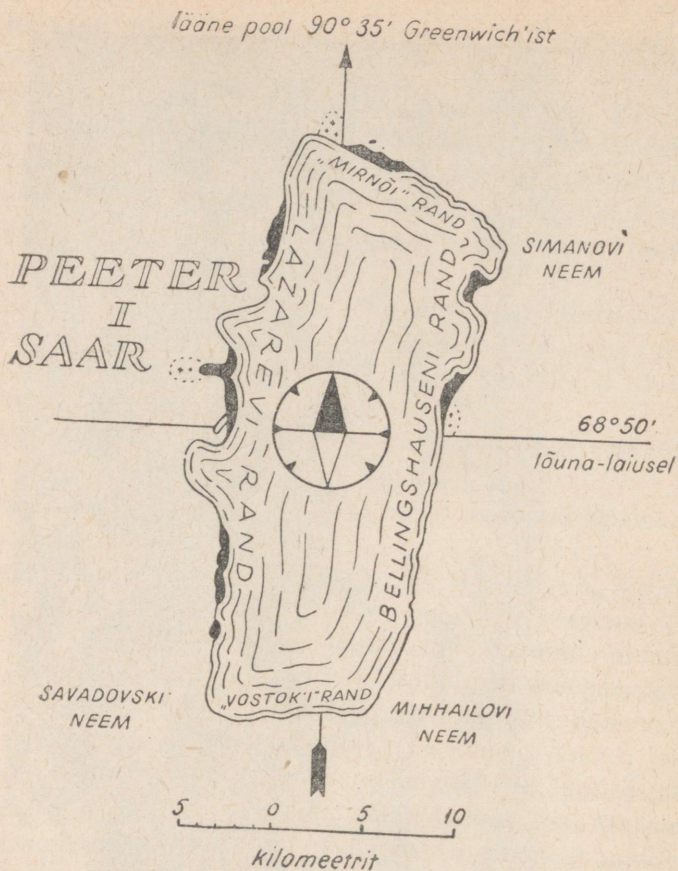 lääne pool 90° 35' Greenwich'ist
„MIRNÕI" RAND
SIMANOVI
NEEM
PEETER
I
SAAR
LAZAREVI RAND
BELLINGSHAUSENI RAND
68°50'
lõuna-laiusel
SAVADOVSKI
NEEM
„VOSTOK'I" RAND
MIHHAILOVI
NEEM
5 0 5 10
kilomeetrit